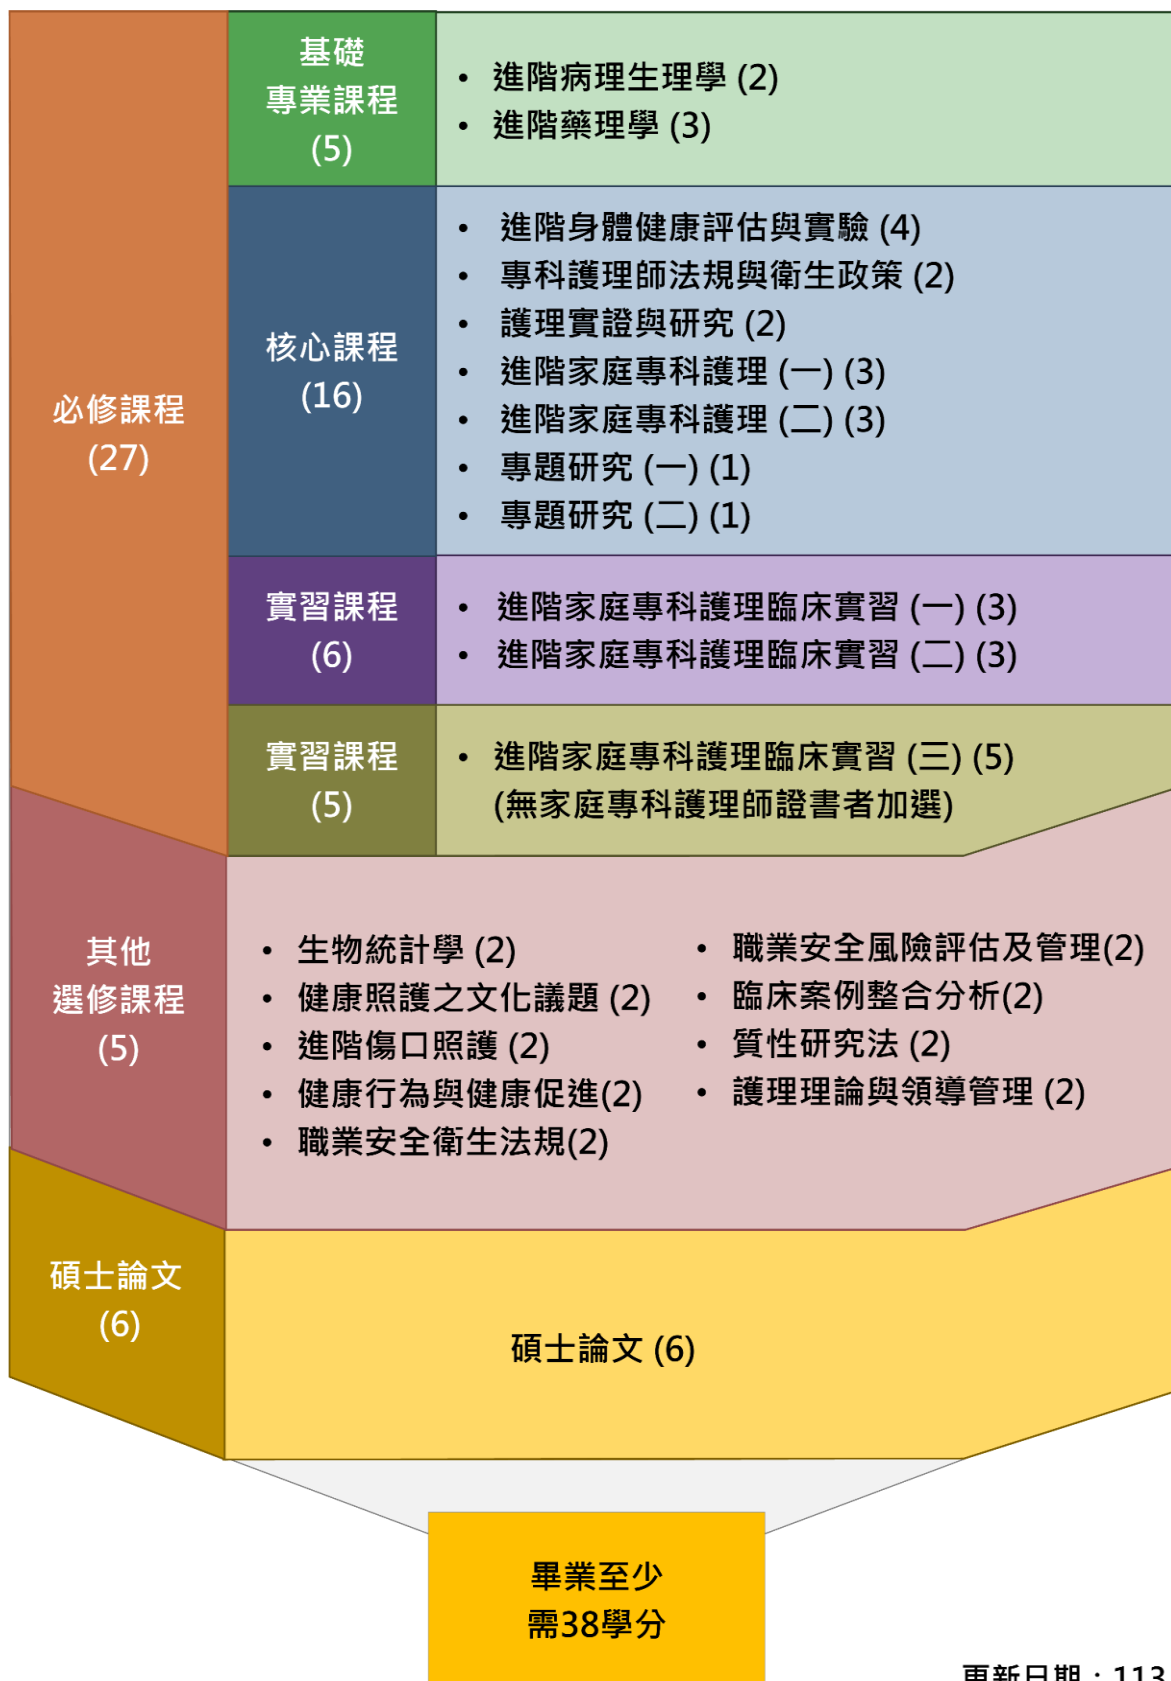 必修課程
(27)
基礎
專業課程
(5)
• 進階病理生理學 (2)
• 進階藥理學 (3)
核心課程
(16)
• 進階身體健康評估與實驗 (4)
• 專科護理師法規與衛生政策 (2)
• 護理實證與研究 (2)
• 進階家庭專科護理 (一) (3)
• 進階家庭專科護理 (二) (3)
• 專題研究 (一) (1)
• 專題研究 (二) (1)
實習課程
(6)
• 進階家庭專科護理臨床實習 (一) (3)
• 進階家庭專科護理臨床實習 (二) (3)
實習課程
(5)
• 進階家庭專科護理臨床實習 (三) (5)
(無家庭專科護理師證書者加選)
其他
選修課程
(5)
• 生物統計學 (2)
• 健康照護之文化議題 (2)
• 進階傷口照護 (2)
• 健康行為與健康促進(2)
• 職業安全衛生法規(2)
• 職業安全風險評估及管理(2)
• 臨床案例整合分析(2)
• 質性研究法 (2)
• 護理理論與領導管理 (2)
碩士論文
(6)
碩士論文 (6)
畢業至少
需38學分
更新日期：113